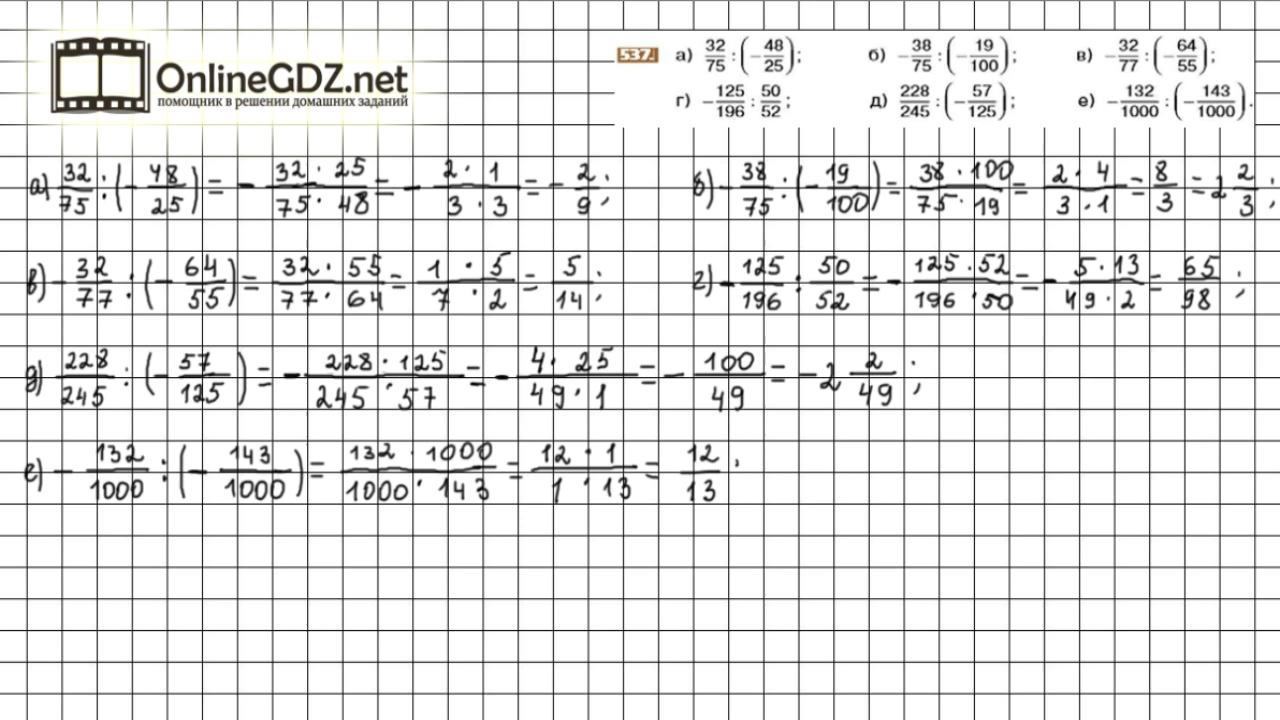 OnlineGDZ.net
помощник в решении домашних заданий
537. а) 32/75 : (−48/25); б) −38/75 : (−19/100); в) −32/77 : (−64/55);
г) −125/196 : 50/52; д) 228/245 : (−57/125); е) −132/1000 : (−143/1000).
а) 32/75 : (−48/25) = −(32·25)/(75·48) = −(2·1)/(3·3) = −2/9; б) −38/75 : (−19/100) = (38·100)/(75·19) = (2·4)/(3·1) = 8/3 = 2 2/3;
в) −32/77 : (−64/55) = (32·55)/(77·64) = (1·5)/(7·2) = 5/14; г) −125/196 : 50/52 = −(125·52)/(196·50) = −(5·13)/(49·2) = 65/98;
д) 228/245 : (−57/125) = −(228·125)/(245·57) = −(4·25)/(49·1) = −100/49 = −2 2/49;
е) −132/1000 : (−143/1000) = (132·1000)/(1000·143) = (12·1)/(1·13) = 12/13.